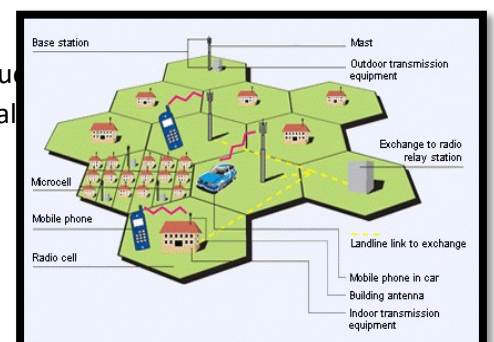 Base station
Mast
Outdoor transmission
equipment
Exchange to radio
relay station
Microcell
Mobile phone
Landline link to exchange
Radio cell
Mobile phone in car
Building antenna
Indoor transmission
equipment